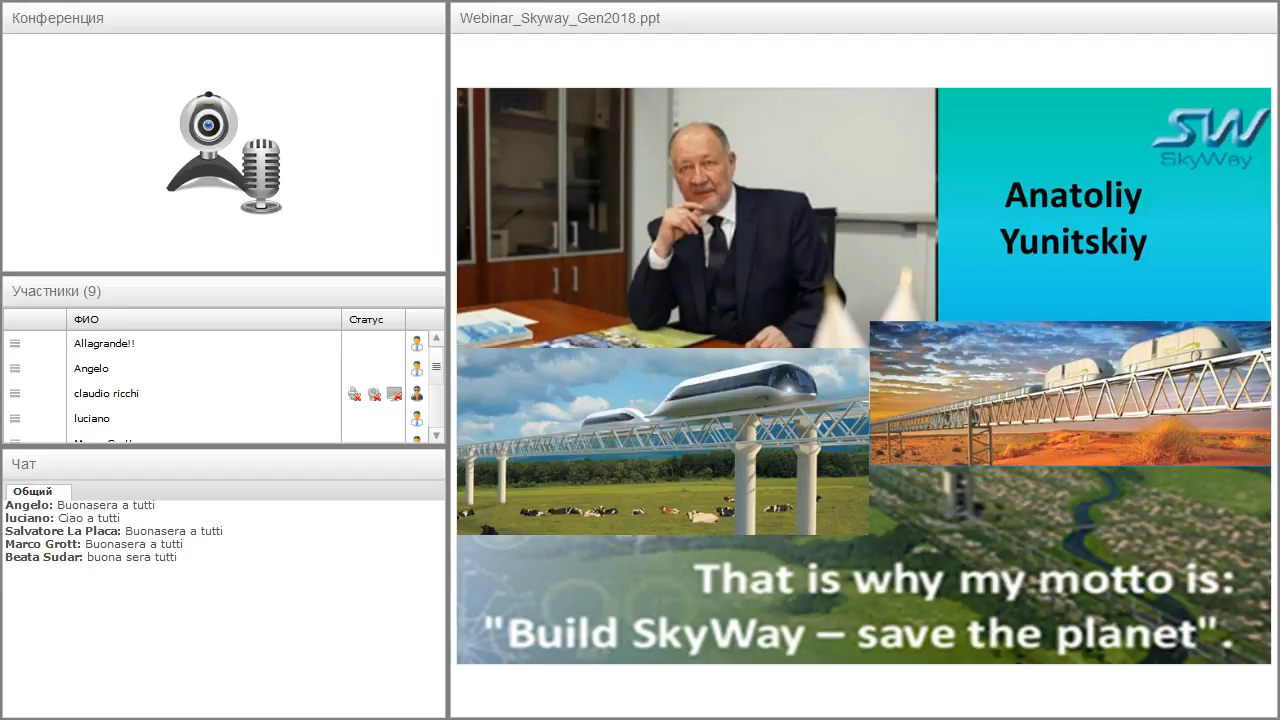 Конференция
Участники (9)
ФИО
Статус
Allagrande!!
Angelo
claudio ricchi
luciano
Чат
Общий
Angelo: Buonasera a tutti
luciano: Ciao a tutti
Salvatore La Placa: Buonasera a tutti
Marco Grott: Buonasera a tutti
Beata Sudar: buona sera tutti
Webinar_Skyway_Gen2018.ppt
SW
SkyWay
Anatoliy
Yunitskiy
That is why my motto is:
"Build SkyWay – save the planet".